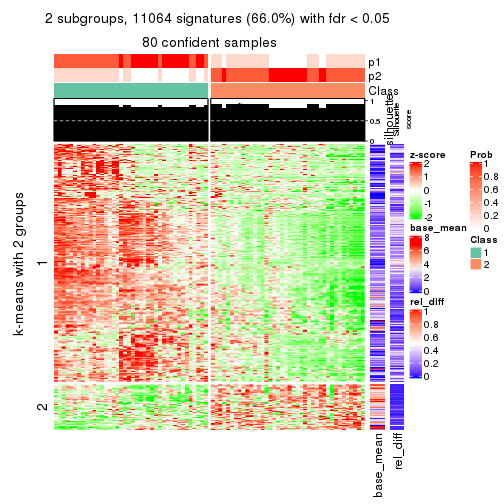 2 subgroups, 11064 signatures (66.0%) with fdr < 0.05
80 confident samples
p1
p2
Class
1
0.5
0
silhouette
Silhouette
score
k-means with 2 groups
1
2
base_mean
rel_diff
z-score
2
1
0
-1
-2
base_mean
8
6
4
2
0
rel_diff
1
0.8
0.6
0.4
0.2
0
Prob
1
0.8
0.6
0.4
0.2
0
Class
1
2